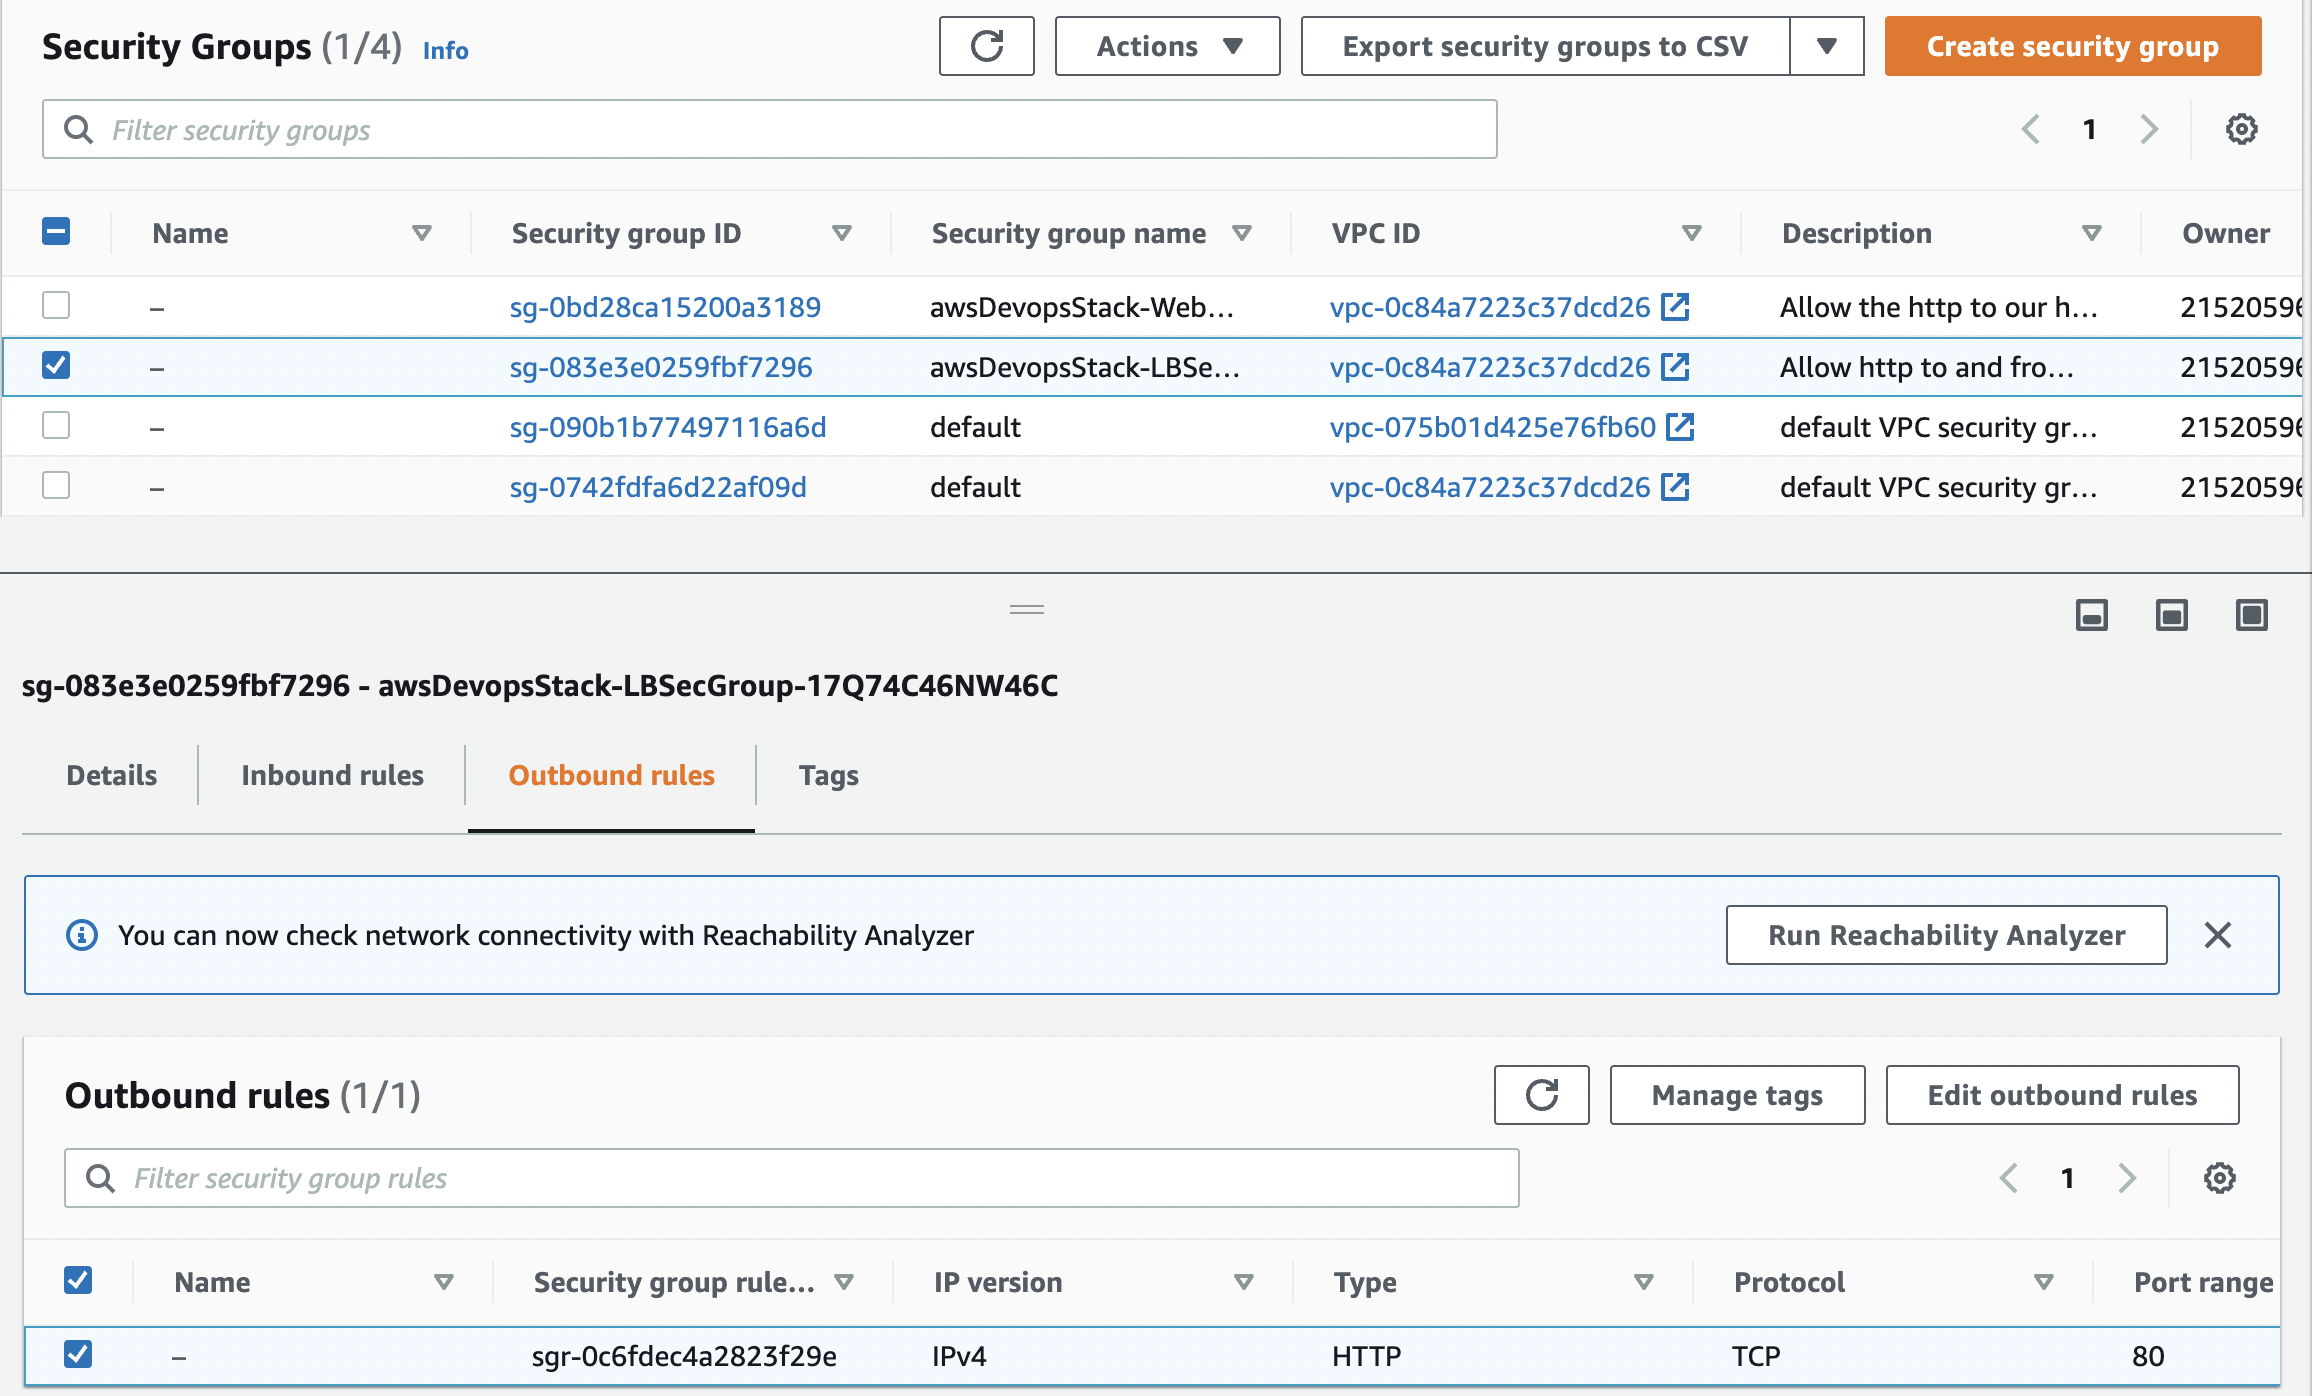 Security Groups (1/4) Info Actions Export security groups to CSV Create security group
Filter security groups 1
Name Security group ID Security group name VPC ID Description Owner
– sg-0bd28ca15200a3189 awsDevopsStack-Web... vpc-0c84a7223c37dcd26 Allow the http to our h... 21520596
– sg-083e3e0259fbf7296 awsDevopsStack-LBSe... vpc-0c84a7223c37dcd26 Allow http to and fro... 21520596
– sg-090b1b77497116a6d default vpc-075b01d425e76fb60 default VPC security gr... 21520596
– sg-0742fdfa6d22af09d default vpc-0c84a7223c37dcd26 default VPC security gr... 21520596
sg-083e3e0259fbf7296 - awsDevopsStack-LBSecGroup-17Q74C46NW46C
Details Inbound rules Outbound rules Tags
You can now check network connectivity with Reachability Analyzer Run Reachability Analyzer
Outbound rules (1/1) Manage tags Edit outbound rules
Filter security group rules 1
Name Security group rule... IP version Type Protocol Port range
– sgr-0c6fdec4a2823f29e IPv4 HTTP TCP 80